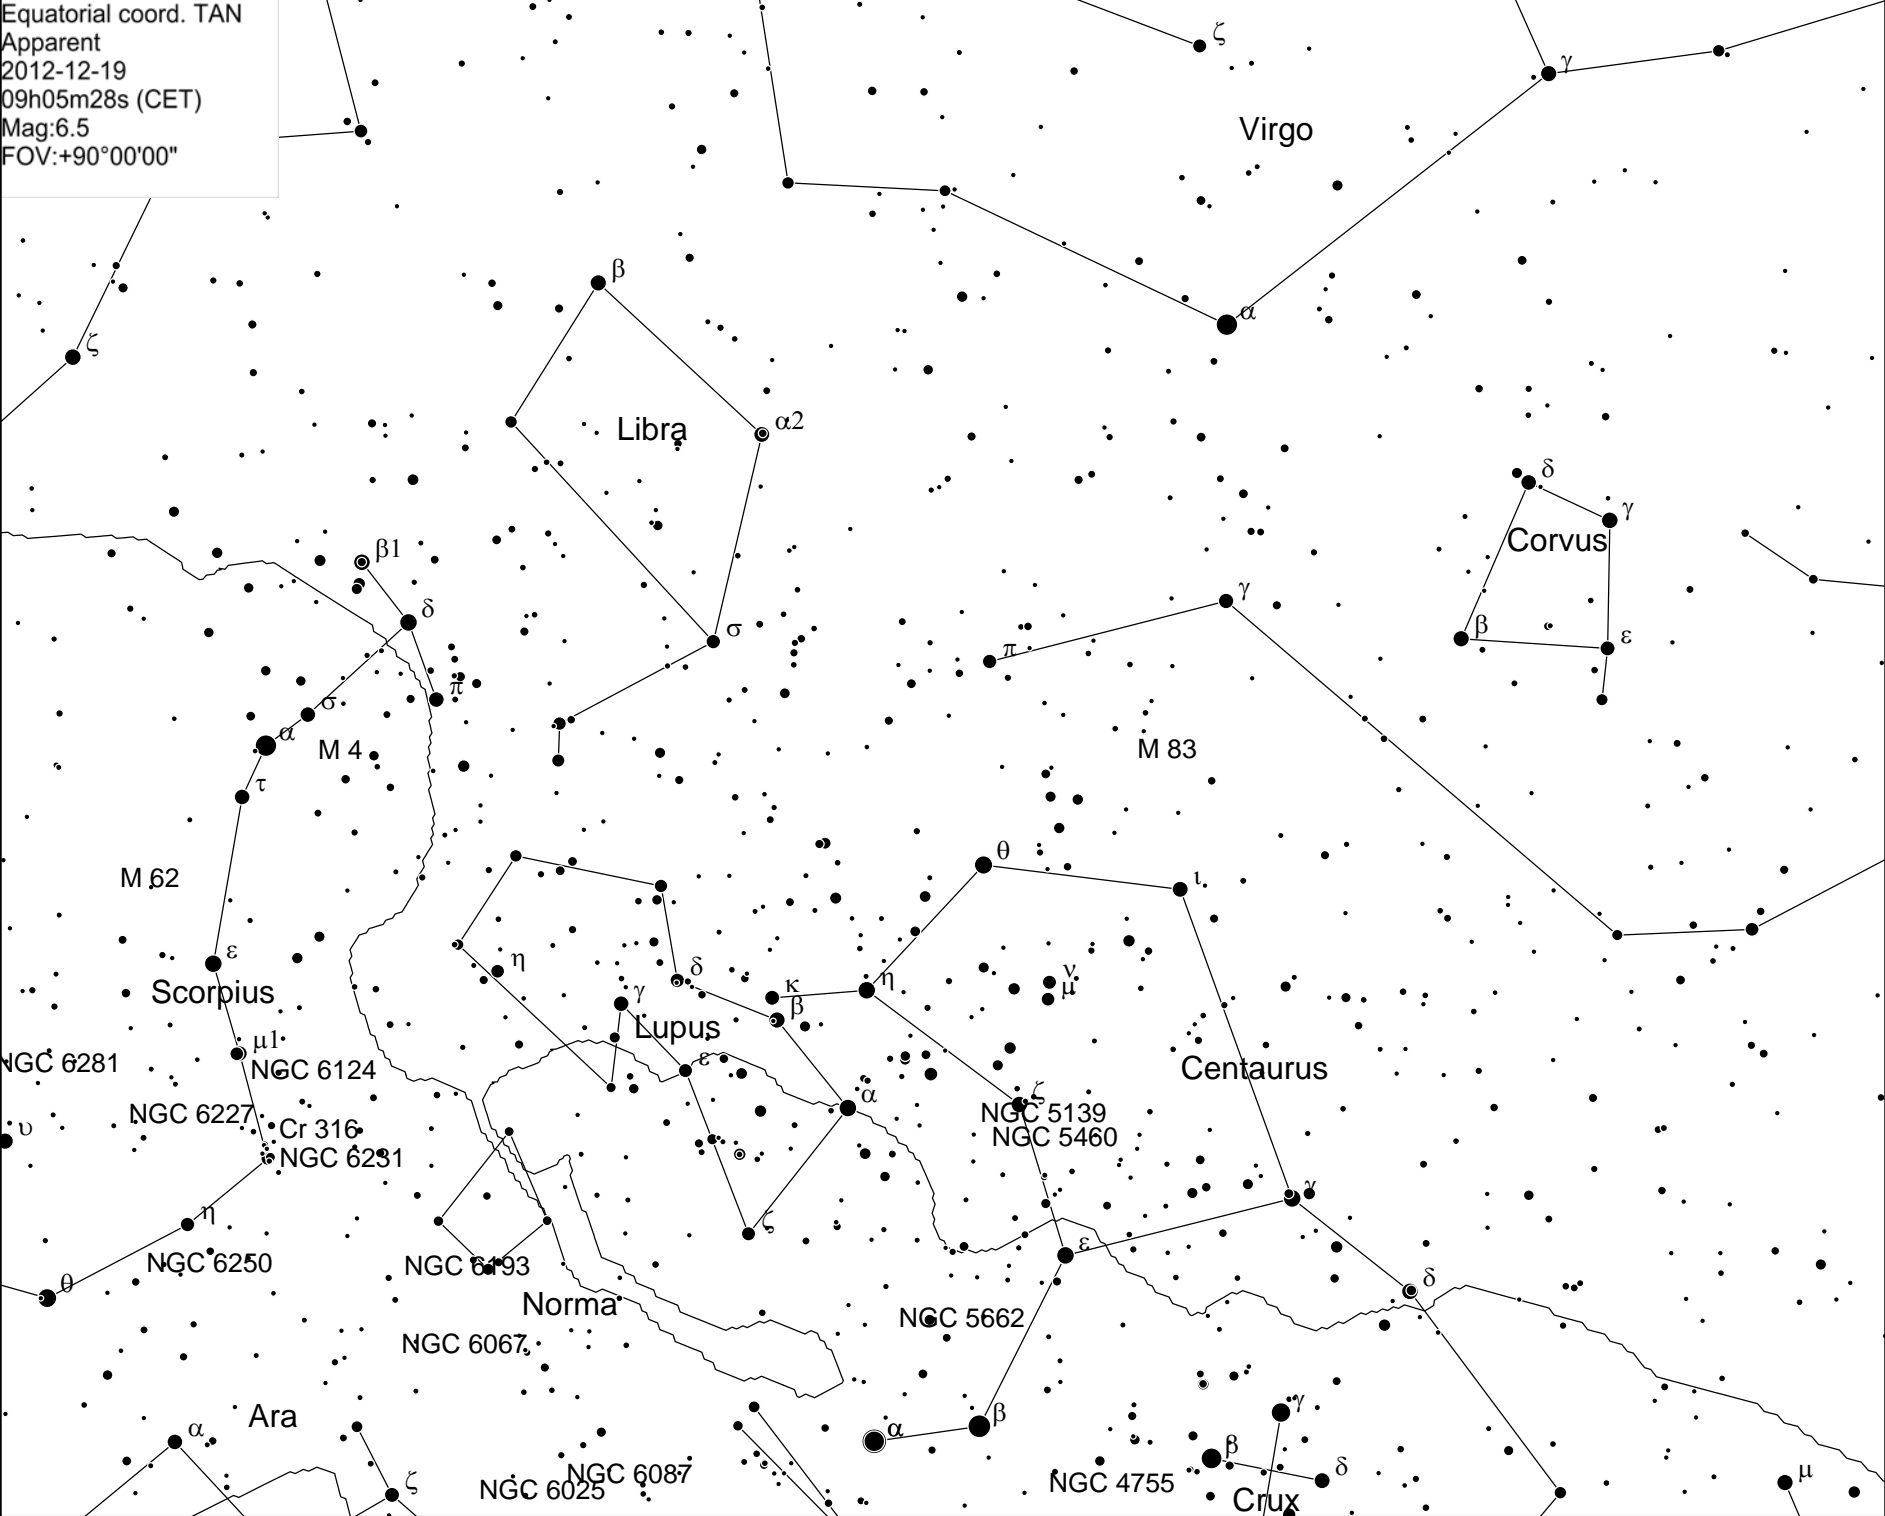 Equatorial coord. TAN
Apparent
2012-12-19
09h05m28s (CET)
Mag:6.5
FOV:+90°00'00"
ζ
γ
Virgo
β
α
ζ
α2
Libra
δ
γ
Corvus
β1
δ
γ
β
ε
σ
π
π
σ
α
M 4
M 83
τ
θ
M 62
ι
ε
η
δ
ν
κ
η
μ
Scorpius
γ
β
Lupus
μ1
ε
NGC 6281
NGC 6124
Centaurus
α
ζ
NGC 6227
NGC 5139
υ
Cr 316
NGC 5460
NGC 6231
γ
η
ζ
ε
NGC 6250
NGC 6193
θ
δ
Norma
NGC 5662
NGC 6067
γ
Ara
β
α
α
β
δ
NGC 6087
μ
ζ
NGC 6025
NGC 4755
Crux